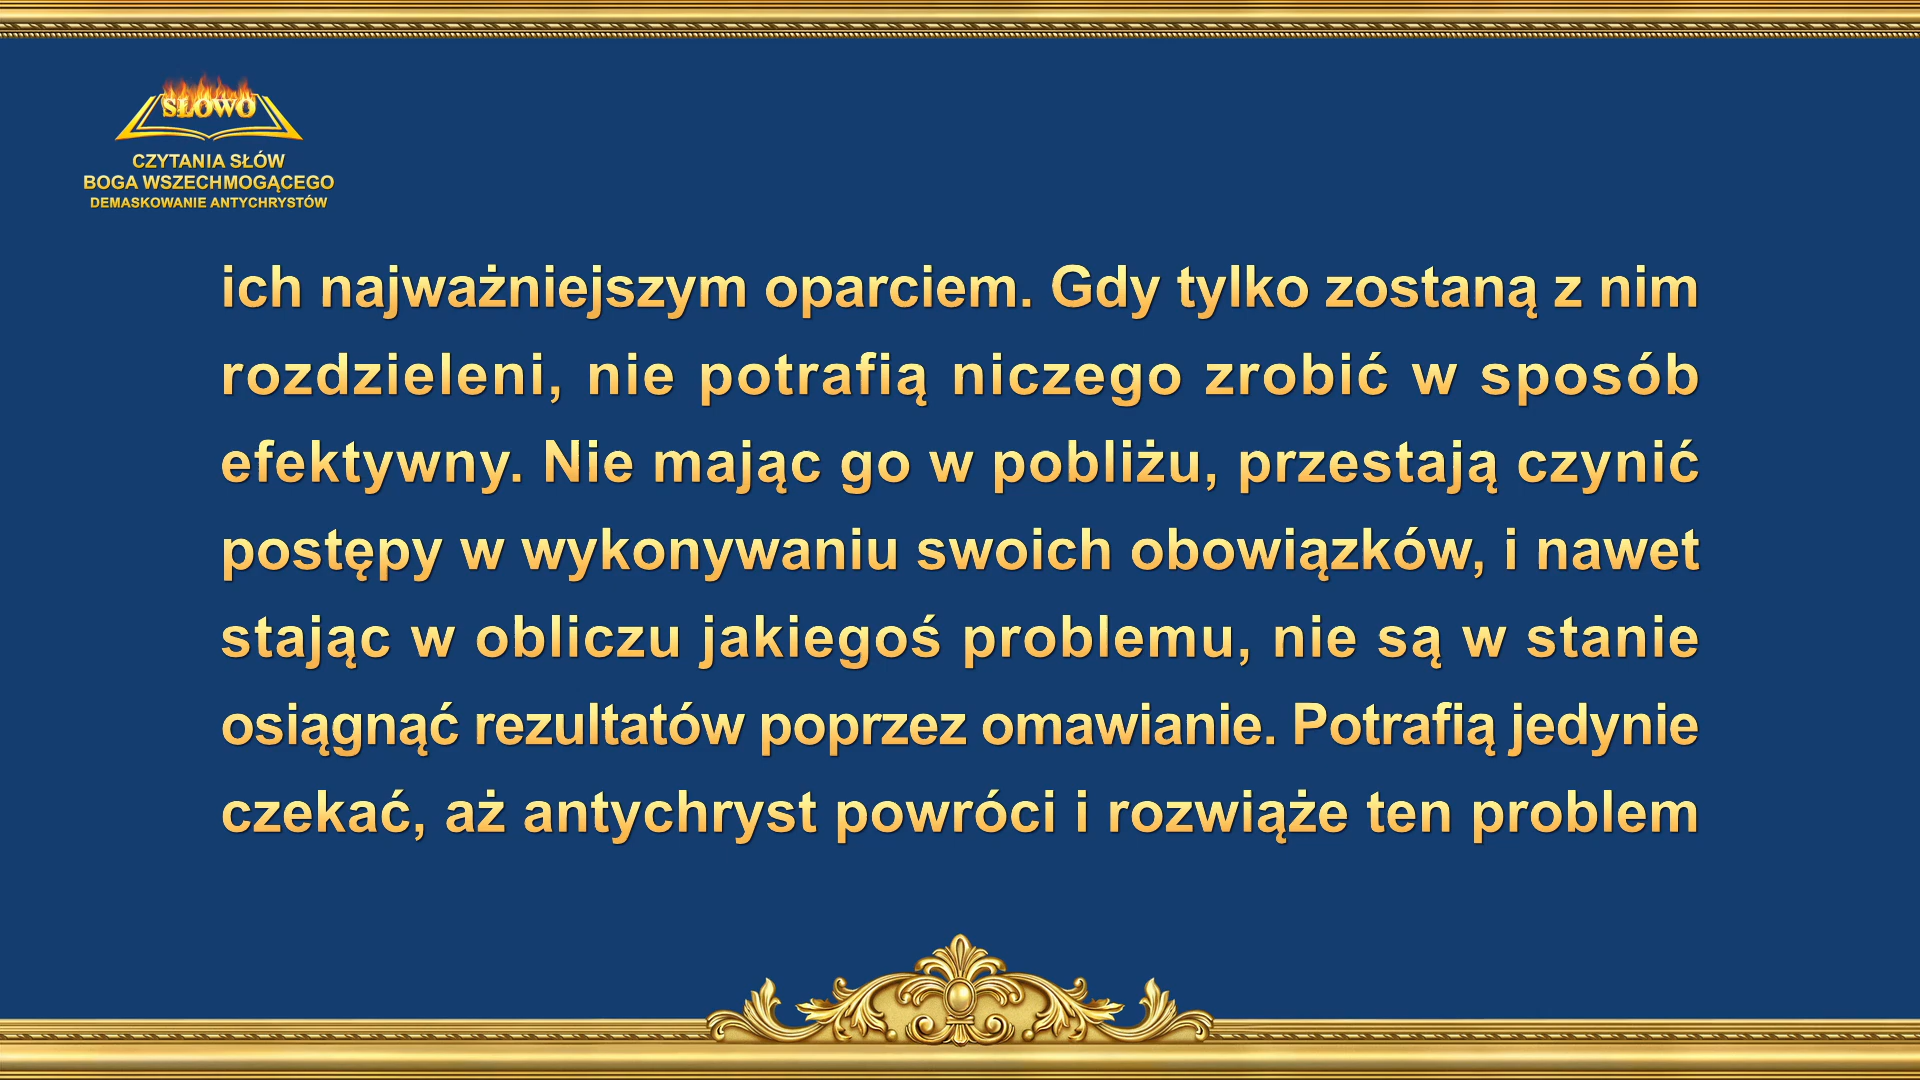 SŁOWO
CZYTANIA SŁÓW
BOGA WSZECHMOGĄCEGO
DEMASKOWANIE ANTYCHRYSTÓW
ich najważniejszym oparciem. Gdy tylko zostaną z nim
rozdzieleni, nie potrafią niczego zrobić w sposób
efektywny. Nie mając go w pobliżu, przestają czynić
postępy w wykonywaniu swoich obowiązków, i nawet
stając w obliczu jakiegoś problemu, nie są w stanie
osiągnąć rezultatów poprzez omawianie. Potrafią jedynie
czekać, aż antychryst powróci i rozwiąże ten problem